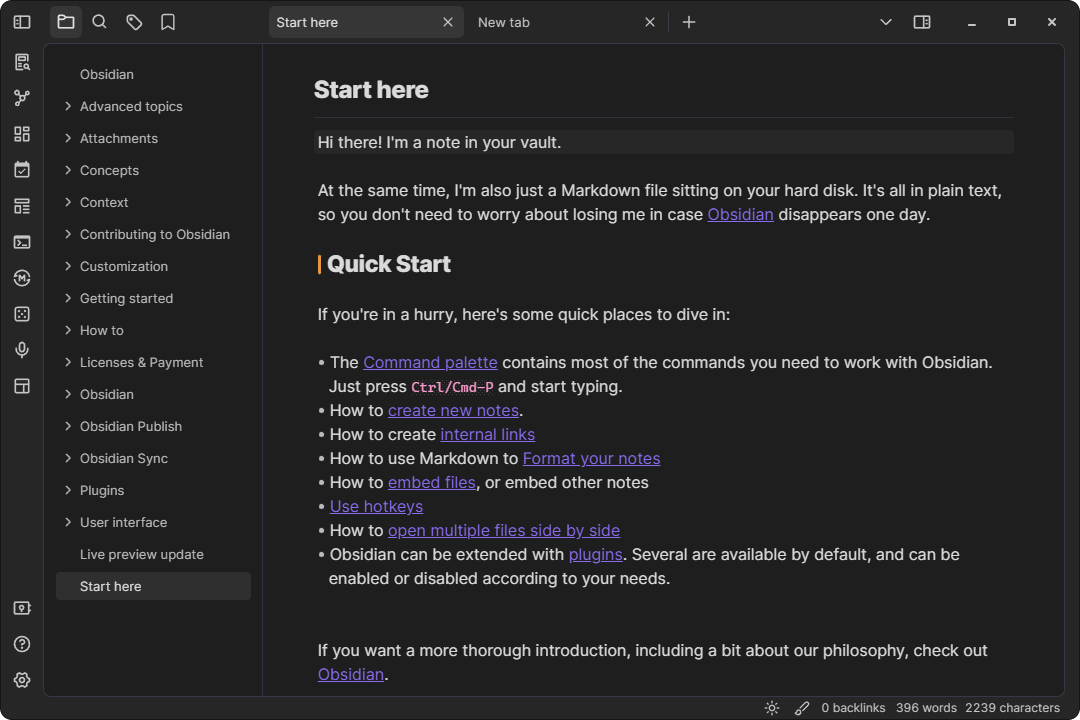 Start here
New tab
Obsidian
Advanced topics
Attachments
Concepts
Context
Contributing to Obsidian
Customization
Getting started
How to
Licenses & Payment
Obsidian
Obsidian Publish
Obsidian Sync
Plugins
User interface
Live preview update
Start here
Start here
Hi there! I'm a note in your vault.
At the same time, I'm also just a Markdown file sitting on your hard disk. It's all in plain text,
so you don't need to worry about losing me in case Obsidian disappears one day.
Quick Start
If you're in a hurry, here's some quick places to dive in:
• The Command palette contains most of the commands you need to work with Obsidian.
Just press Ctrl/Cmd-P and start typing.
• How to create new notes.
• How to create internal links
• How to use Markdown to Format your notes
• How to embed files, or embed other notes
• Use hotkeys
• How to open multiple files side by side
• Obsidian can be extended with plugins. Several are available by default, and can be
enabled or disabled according to your needs.
If you want a more thorough introduction, including a bit about our philosophy, check out
Obsidian.
0 backlinks 396 words 2239 characters